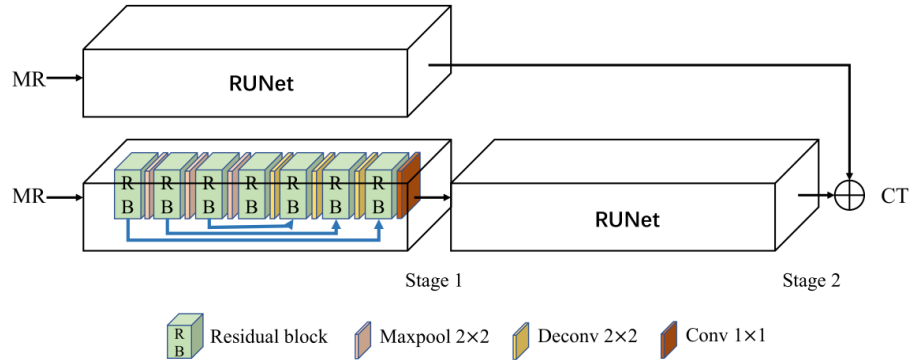 MR
RUNet
MR
R B
R B
R B
R B
R B
R B
R B
RUNet
CT
Stage 1
Stage 2
R B
Residual block
Maxpool 2×2
Deconv 2×2
Conv 1×1